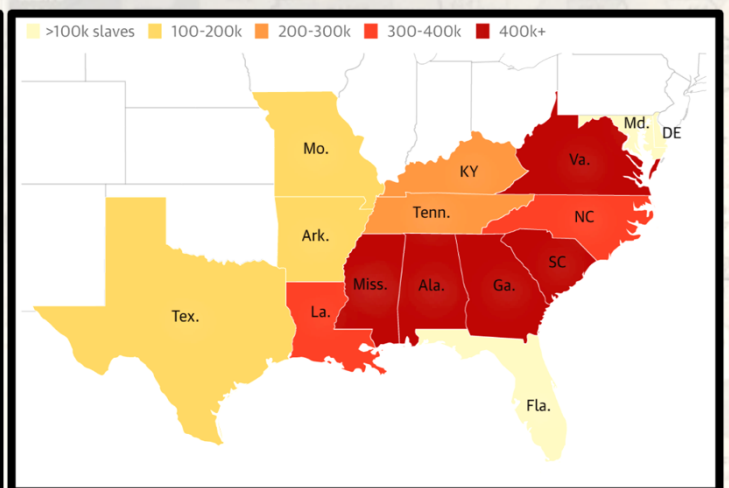 >100k slaves 100-200k 200-300k 300-400k 400k+
Md.
DE
Mo.
Va.
KY
Tenn.
NC
Ark.
SC
Miss.
Ala.
Ga.
La.
Tex.
Fla.